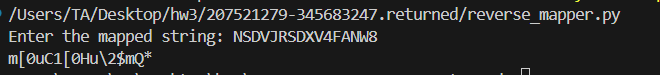 /Users/TA/Desktop/hw3/207521279-345683247.returned/reverse_mapper.py
Enter the mapped string: NSDVJRSDXV4FANW8
m[0uC1[0Hu\2$mQ*